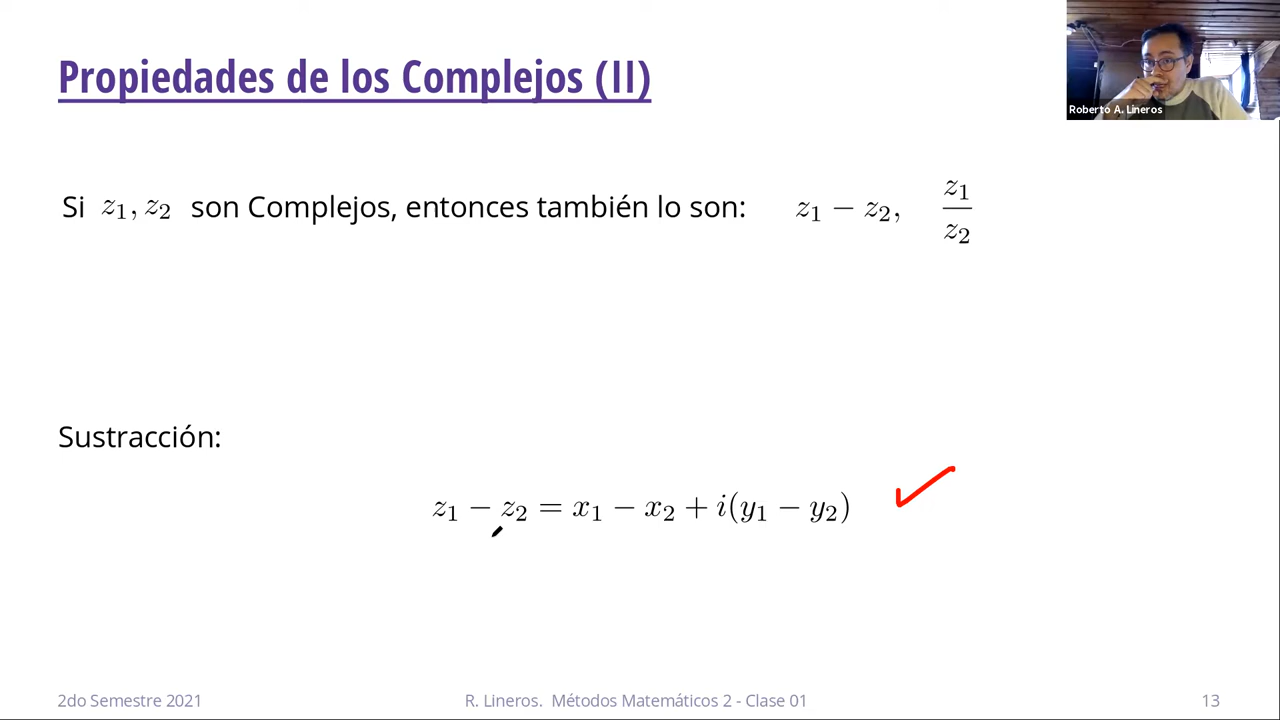 Propiedades de los Complejos (II)
Roberto A. Lineros
Si z₁, z₂ son Complejos, entonces también lo son: z₁ − z₂, z₁/z₂
Sustracción:
z₁ − z₂ = x₁ − x₂ + i(y₁ − y₂)
2do Semestre 2021 R. Lineros. Métodos Matemáticos 2 - Clase 01 13